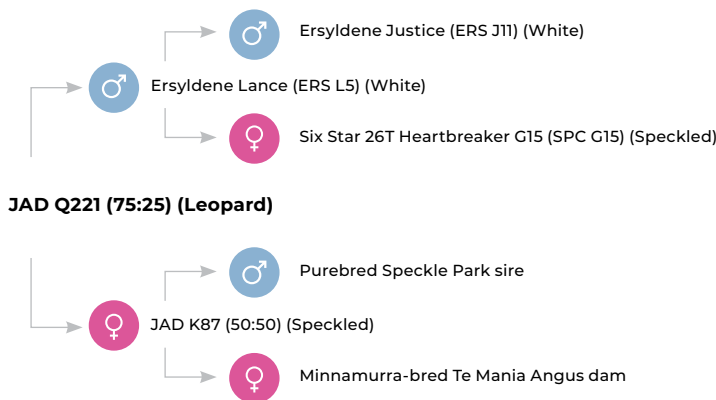 Ersyldene Justice (ERS J11) (White)
Ersyldene Lance (ERS L5) (White)
Six Star 26T Heartbreaker G15 (SPC G15) (Speckled)
JAD Q221 (75:25) (Leopard)
Purebred Speckle Park sire
JAD K87 (50:50) (Speckled)
Minnamurra-bred Te Mania Angus dam